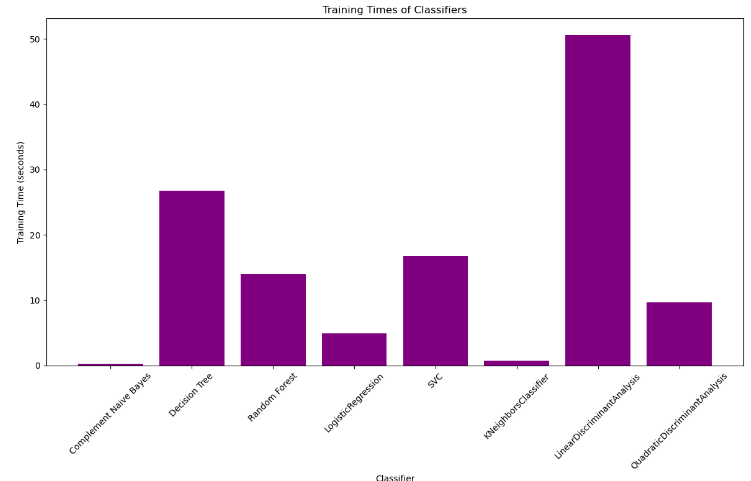 Training Times of Classifiers
Training Time (seconds)
50
40
30
20
10
0
Complement Naive Bayes
Decision Tree
Random Forest
LogisticRegression
SVC
KNeighborsClassifier
LinearDiscriminantAnalysis
QuadraticDiscriminantAnalysis
Classifier